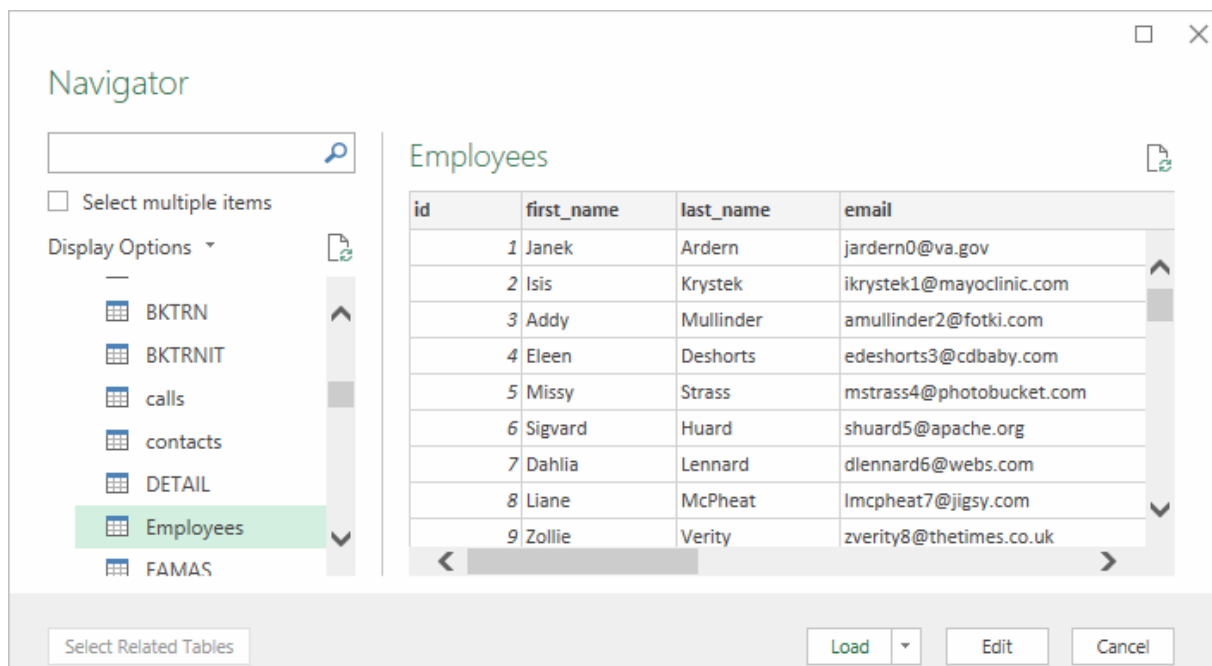 Navigator
Select multiple items
Display Options
BKTRN
BKTRNIT
calls
contacts
DETAIL
Employees
FAMAS
Employees
id first_name last_name email
1 Janek Ardern jardern0@va.gov
2 Isis Krystek ikrystek1@mayoclinic.com
3 Addy Mullinder amullinder2@fotki.com
4 Eleen Deshorts edeshorts3@cdbaby.com
5 Missy Strass mstrass4@photobucket.com
6 Sigvard Huard shuard5@apache.org
7 Dahlia Lennard dlennard6@webs.com
8 Liane McPheat lmcpheat7@jigsy.com
9 Zollie Verity zverity8@thetimes.co.uk
Select Related Tables Load Edit Cancel